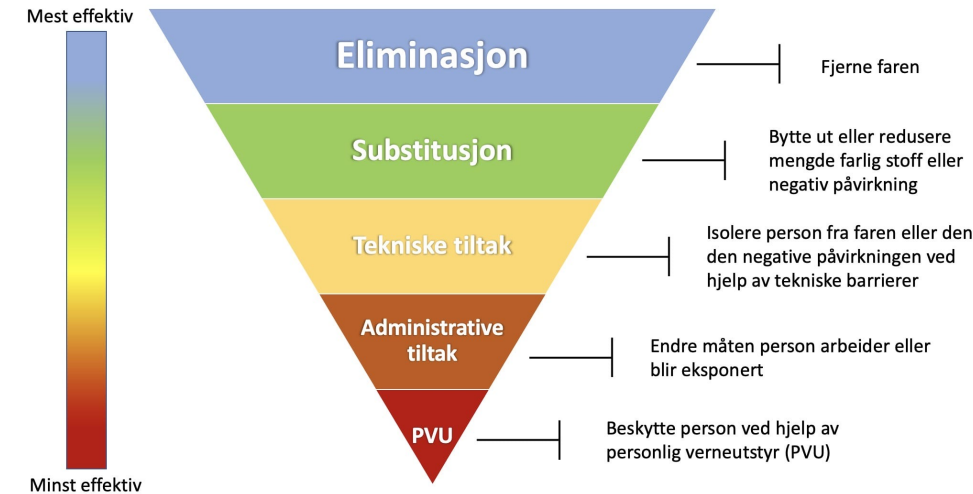 Mest effektiv
Eliminasjon
Fjerne faren
Substitusjon
Bytte ut eller redusere
mengde farlig stoff eller
negativ påvirkning
Tekniske tiltak
Isolere person fra faren eller den
den negative påvirkningen ved
hjelp av tekniske barrierer
Administrative
tiltak
Endre måten person arbeider eller
blir eksponert
PVU
Beskytte person ved hjelp av
personlig verneutstyr (PVU)
Minst effektiv